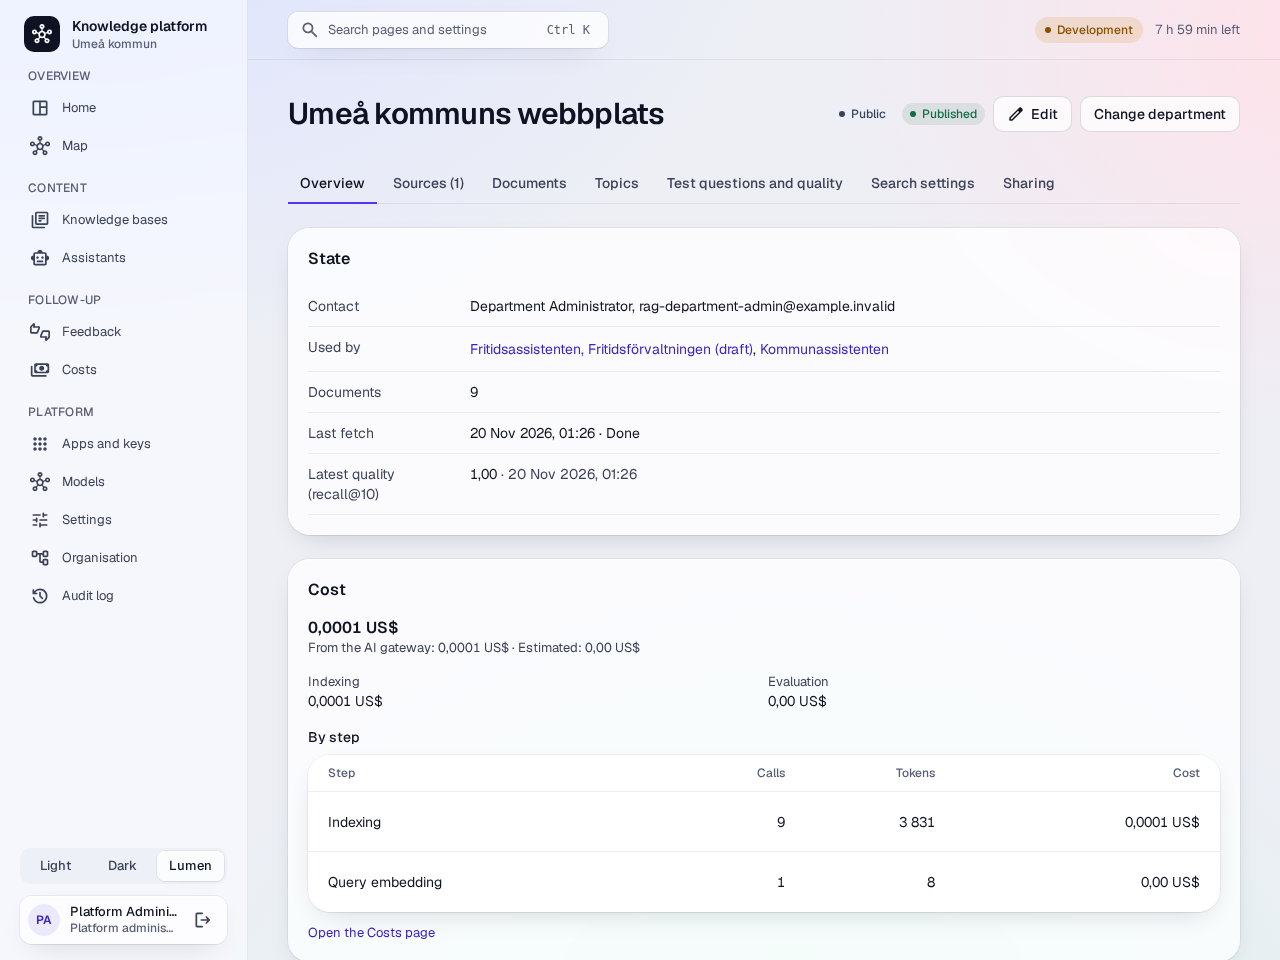 Knowledge platform
Umeå kommun
OVERVIEW
Home
Map
CONTENT
Knowledge bases
Assistants
FOLLOW-UP
Feedback
Costs
PLATFORM
Apps and keys
Models
Settings
Organisation
Audit log
Light Dark Lumen
PA
Platform Admini...
Platform adminis...
Search pages and settings Ctrl K
Development 7 h 59 min left
Umeå kommuns webbplats
Public Published Edit Change department
Overview Sources (1) Documents Topics Test questions and quality Search settings Sharing
State
Contact Department Administrator, rag-department-admin@example.invalid
Used by Fritidsassistenten, Fritidsförvaltningen (draft), Kommunassistenten
Documents 9
Last fetch 20 Nov 2026, 01:26 · Done
Latest quality (recall@10) 1,00 · 20 Nov 2026, 01:26
Cost
0,0001 US$
From the AI gateway: 0,0001 US$ · Estimated: 0,00 US$
Indexing Evaluation
0,0001 US$ 0,00 US$
By step
Step Calls Tokens Cost
Indexing 9 3 831 0,0001 US$
Query embedding 1 8 0,00 US$
Open the Costs page